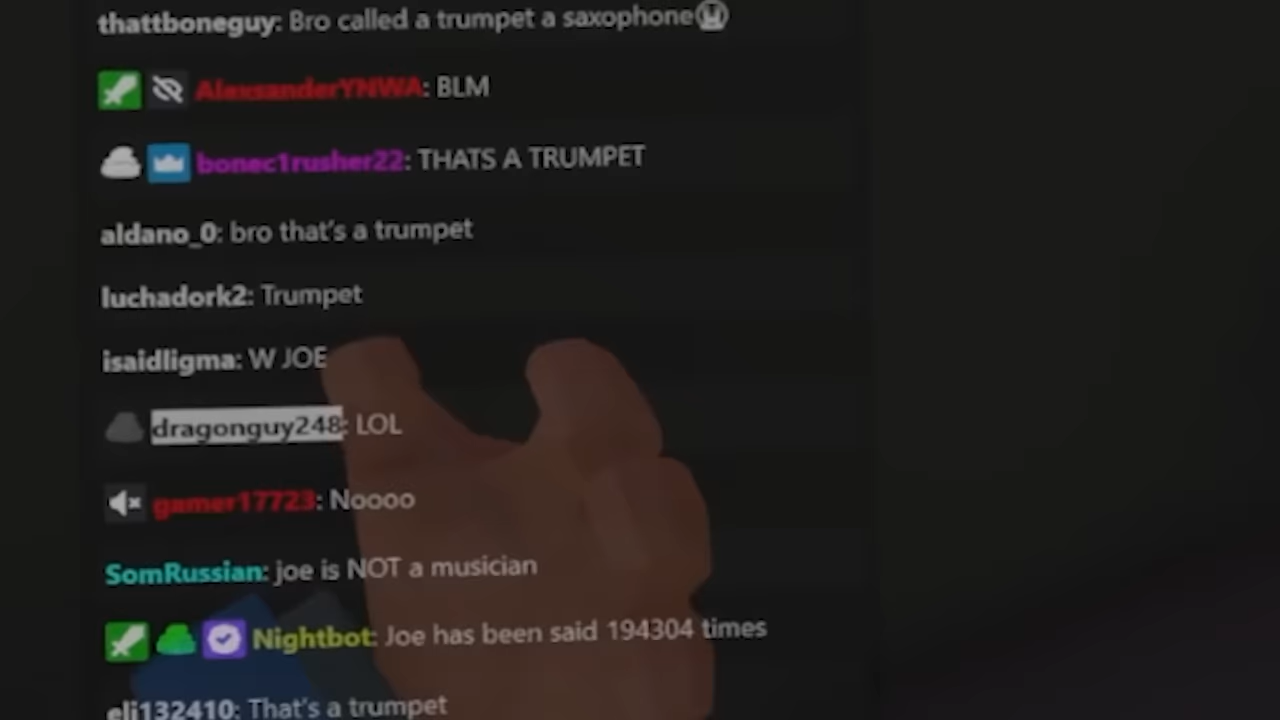 thattboneguy: Bro called a trumpet a saxophone
AlexsanderYNWA: BLM
bonec1rusher22: THATS A TRUMPET
aldano_0: bro that's a trumpet
luchadork2: Trumpet
isaidligma: W JOE
dragonguy248: LOL
gamer17723: Noooo
SomRussian: joe is NOT a musician
Nightbot: Joe has been said 194304 times
eli132410: That's a trumpet